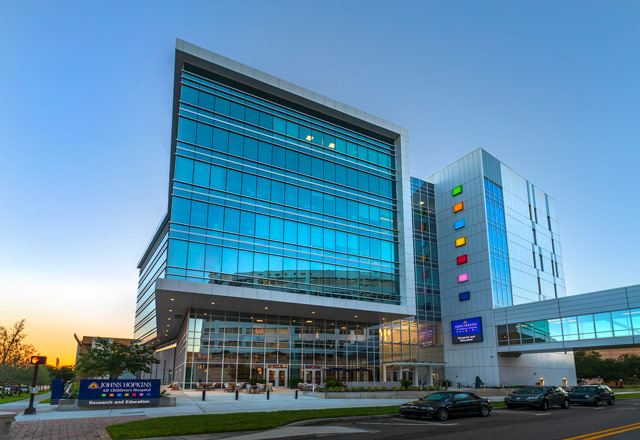 JOHNS HOPKINS
All Children's Hospital
Research and Education
JOHNS HOPKINS